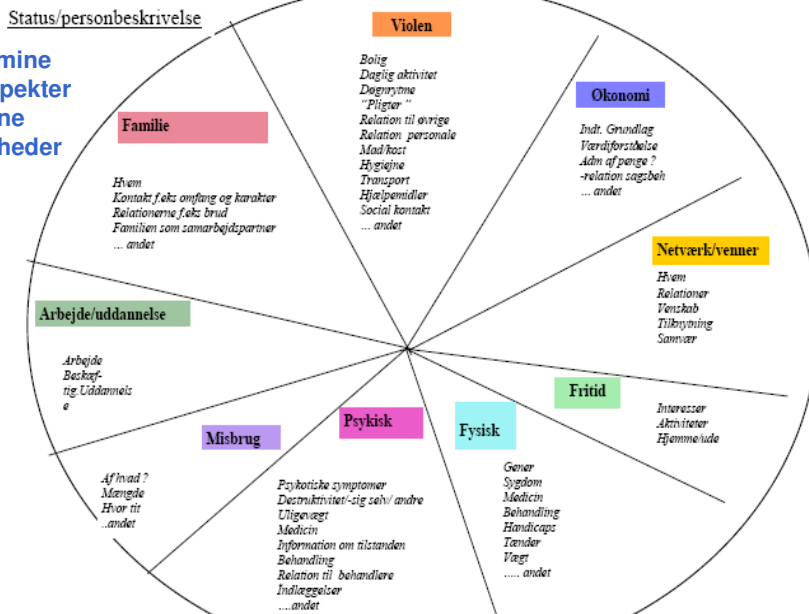 Status/personbeskrivelse
mine
pekter
ne
heder
Violen
Bolig
Daglig aktivitet
Døgnrytme
"Pligter "
Relation til øvrige
Relation  personale
Mad/kost
Hygiejne
Transport
Hjælpemidler
Social kontakt
... andet
Økonomi
Indt. Grundlag
Værdiforståelse
Adm af penge ?
-relation sagsbeh
... andet
Familie
Hvem
Kontakt f.eks omfang og karakter
Relationerne f.eks brud
Familien som samarbejdspartner
... andet
Netværk/venner
Hvem
Relationer
Venskab
Tilknytning
Samvær
Arbejde/uddannelse
Arbejde
Beskæf-
tig.Uddannels
e
Fritid
Interesser
Aktiviteter
Hjemme/ude
Misbrug
Af hvad ?
Mængde
Hvor tit
..andet
Psykisk
Psykotiske symptomer
Destruktivitet/-sig selv/ andre
Uligevægt
Medicin
Information om tilstanden
Behandling
Relation til  behandlere
Indlæggelser
....andet
Fysisk
Gener
Sygdom
Medicin
Behandling
Handicaps
Tænder
Vægt
..... andet